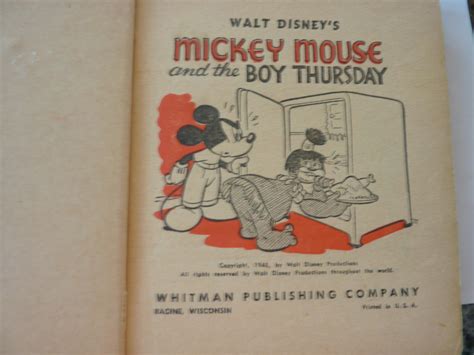 WALT DISNEY'S
MICKEY MOUSE
and the BOY THURSDAY
Copyright, 1948, by Walt Disney Productions
All rights reserved by Walt Disney Productions throughout the world.
WHITMAN PUBLISHING COMPANY
RACINE, WISCONSIN Printed in U.S.A.